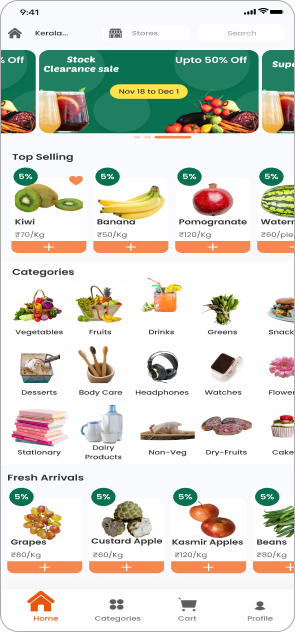 9:41
Kerala...
Stores
Search
% Off
Stock
Clearance sale
Upto 50% Off
Nov 18 to Dec 1
Supe
Top Selling
5% 5% 5% 5%
Kiwi Banana Pomogranate Watern
₹70/Kg ₹50/Kg ₹120/Kg ₹60/piec
+ + +
Categories
Vegetables Fruits Drinks Greens Snack
Desserts Body Care Headphones Watches Flower
Stationary Dairy Products Non-Veg Dry-Fruits Cake
Fresh Arrivals
5% 5% 5% 5%
Grapes Custard Apple Kasmir Apples Beans
₹80/Kg ₹60/Kg ₹120/Kg ₹80/Kg
+ + +
Home Categories Cart Profile